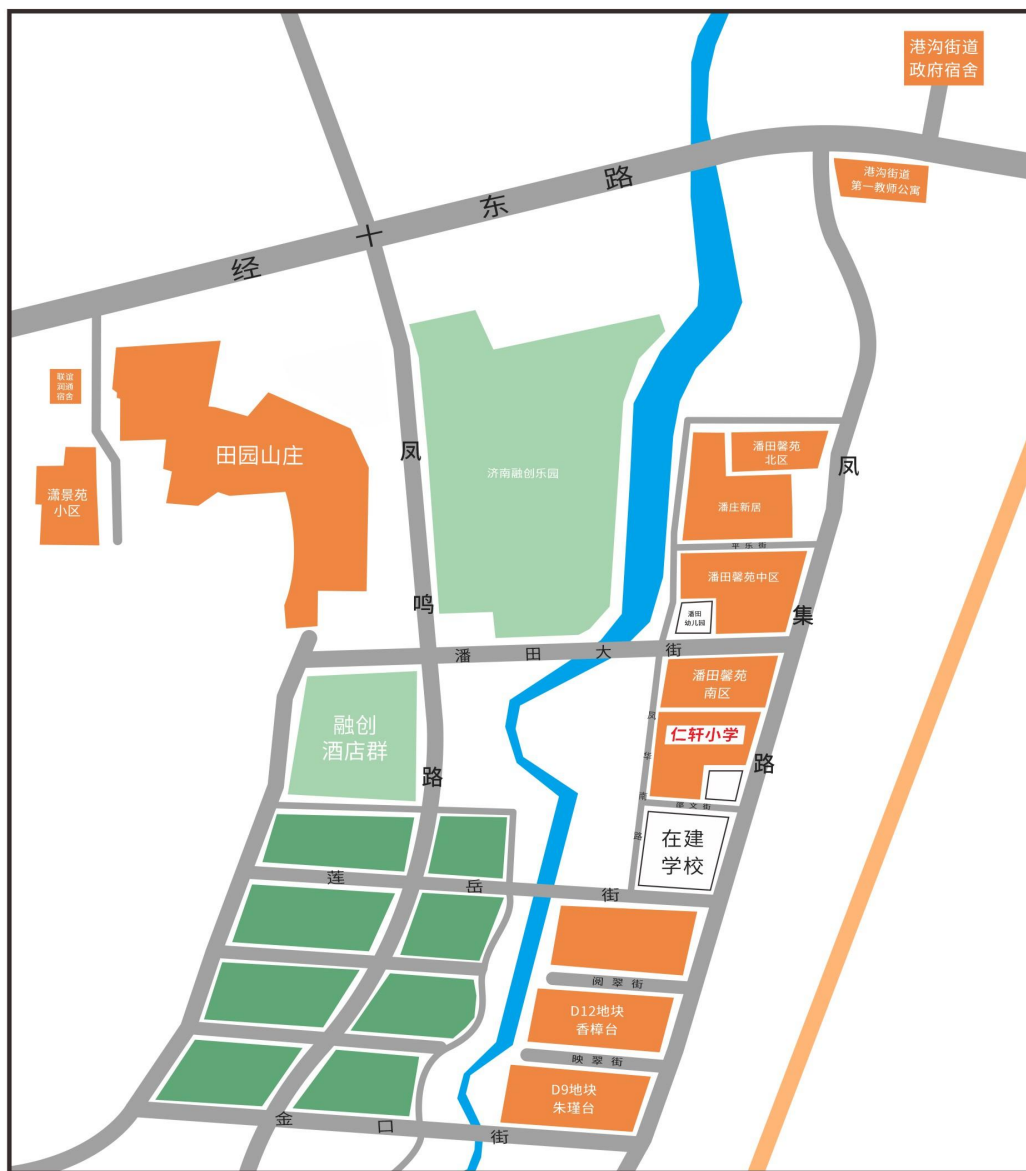 港沟街道
政府宿舍
港沟街道
第一教师公寓
经十东路
联谊
润通
宿舍
潇景苑
小区
田园山庄
济南融创乐园
凤鸣路
凤集路
潘田馨苑
北区
潘庄新居
平乐街
潘田馨苑中区
潘田
幼儿园
潘田大街
潘田馨苑
南区
融创
酒店群
仁轩小学
凤华南路
文街
在建
学校
莲岳街
阅翠街
D12地块
香樟台
映翠街
D9地块
朱瑾台
金口街